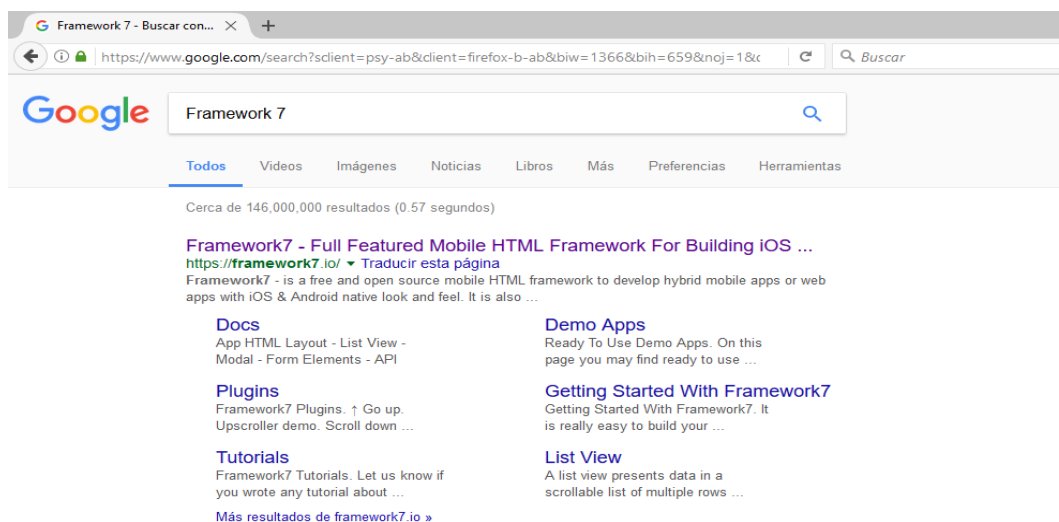 Framework 7 - Buscar con...
https://www.google.com/search?sclient=psy-ab&client=firefox-b-ab&biw=1366&bih=659&noj=1&c
Buscar
Google
Framework 7
Todos Videos Imágenes Noticias Libros Más Preferencias Herramientas
Cerca de 146,000,000 resultados (0.57 segundos)
Framework7 - Full Featured Mobile HTML Framework For Building iOS ...
https://framework7.io/ Traducir esta página
Framework7 - is a free and open source mobile HTML framework to develop hybrid mobile apps or web
apps with iOS & Android native look and feel. It is also ...
Docs
App HTML Layout - List View -
Modal - Form Elements - API
Demo Apps
Ready To Use Demo Apps. On this
page you may find ready to use ...
Plugins
Framework7 Plugins. ↑ Go up.
Upscroller demo. Scroll down ...
Getting Started With Framework7
Getting Started With Framework7. It
is really easy to build your ...
Tutorials
Framework7 Tutorials. Let us know if
you wrote any tutorial about ...
List View
A list view presents data in a
scrollable list of multiple rows ...
Más resultados de framework7.io »